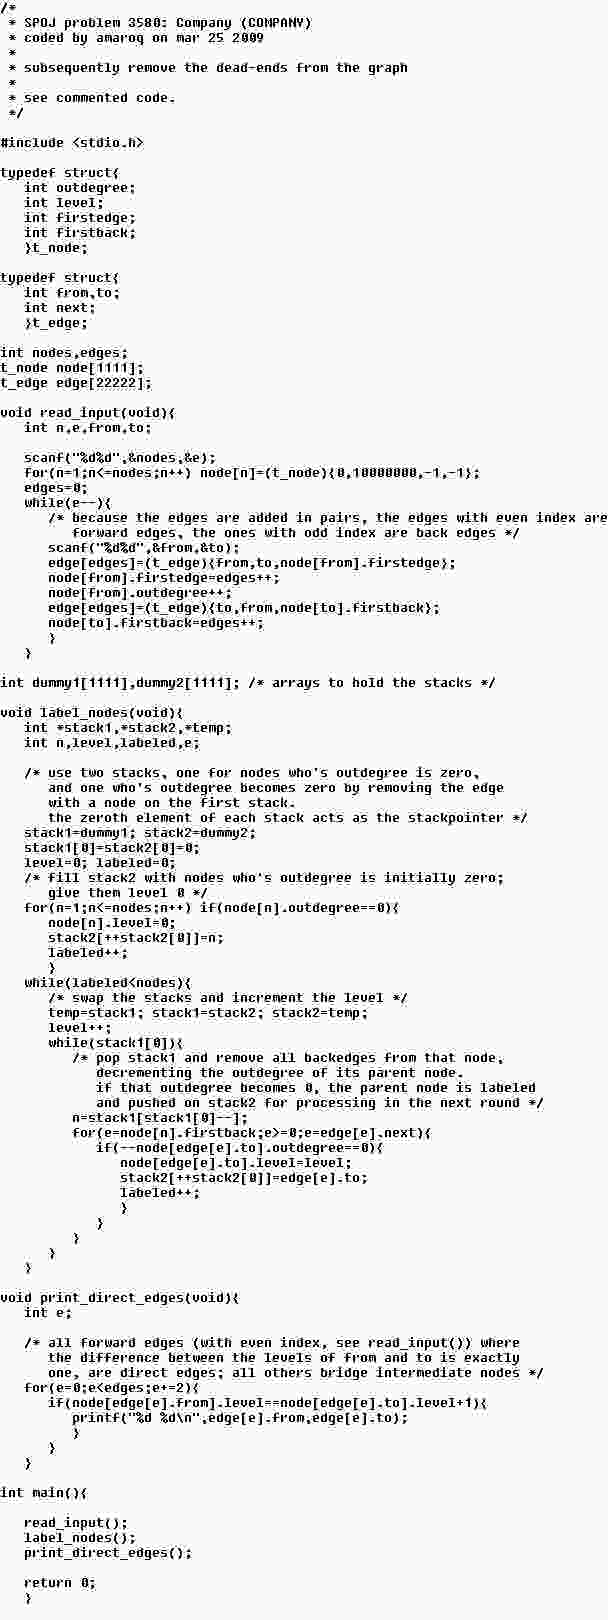 /*
 * SPOJ problem 3580: Company (COMPANY)
 * coded by amaroq on mar 25 2009
 *
 * subsequently remove the dead-ends from the graph
 *
 * see commented code.
 */

#include <stdio.h>

typedef struct{
   int outdegree;
   int level;
   int firstedge;
   int firstback;
   }t_node;

typedef struct{
   int from,to;
   int next;
   }t_edge;

int nodes,edges;
t_node node[1111];
t_edge edge[22222];

void read_input(void){
   int n,e,from,to;

   scanf("%d%d",&nodes,&e);
   for(n=1;n<=nodes;n++) node[n]=(t_node){0,10000000,-1,-1};
   edges=0;
   while(e--){
      /* because the edges are added in pairs, the edges with even index are
         forward edges, the ones with odd index are back edges */
      scanf("%d%d",&from,&to);
      edge[edges]=(t_edge){from,to,node[from].firstedge};
      node[from].firstedge=edges++;
      node[from].outdegree++;
      edge[edges]=(t_edge){to,from,node[to].firstback};
      node[to].firstback=edges++;
      }
   }

int dummy1[1111],dummy2[1111]; /* arrays to hold the stacks */

void label_nodes(void){
   int *stack1,*stack2,*temp;
   int n,level,labeled,e;

   /* use two stacks, one for nodes who's outdegree is zero,
      and one who's outdegree becomes zero by removing the edge
      with a node on the first stack.
      the zeroth element of each stack acts as the stackpointer */
   stack1=dummy1; stack2=dummy2;
   stack1[0]=stack2[0]=0;
   level=0; labeled=0;
   /* fill stack2 with nodes who's outdegree is initially zero;
      give them level 0 */
   for(n=1;n<=nodes;n++) if(node[n].outdegree==0){
      node[n].level=0;
      stack2[++stack2[0]]=n;
      labeled++;
      }
   while(labeled<nodes){
      /* swap the stacks and increment the level */
      temp=stack1; stack1=stack2; stack2=temp;
      level++;
      while(stack1[0]){
         /* pop stack1 and remove all backedges from that node,
            decrementing the outdegree of its parent node.
            if that outdegree becomes 0, the parent node is labeled
            and pushed on stack2 for processing in the next round */
         n=stack1[stack1[0]--];
         for(e=node[n].firstback;e>=0;e=edge[e].next){
            if(--node[edge[e].to].outdegree==0){
               node[edge[e].to].level=level;
               stack2[++stack2[0]]=edge[e].to;
               labeled++;
               }
            }
         }
      }
   }

void print_direct_edges(void){
   int e;

   /* all forward edges (with even index, see read_input()) where
      the difference between the levels of from and to is exactly
      one, are direct edges; all others bridge intermediate nodes */
   for(e=0;e<edges;e+=2){
      if(node[edge[e].from].level==node[edge[e].to].level+1){
         printf("%d %d\n",edge[e].from,edge[e].to);
         }
      }
   }

int main(){

   read_input();
   label_nodes();
   print_direct_edges();

   return 0;
   }